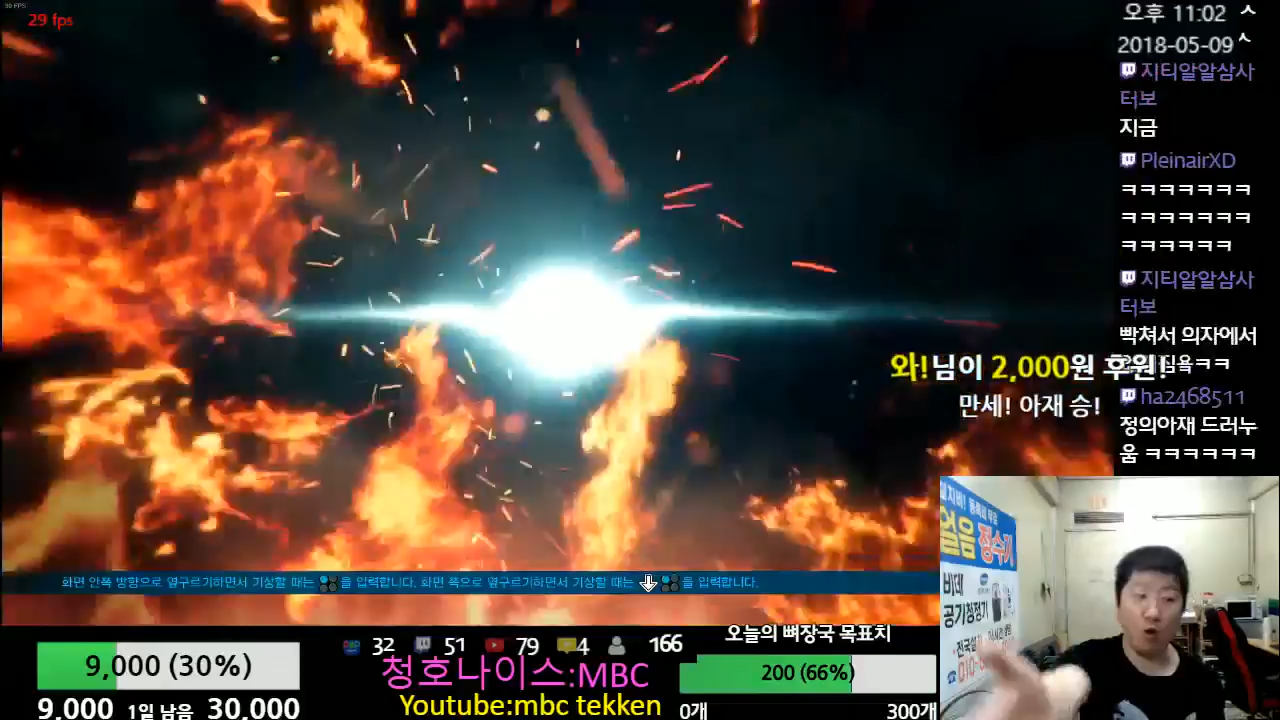 29 fps
오후 11:02
2018-05-09
지티알알삼사
터보
지금
PleinairXD
ㅋㅋㅋㅋㅋㅋㅋ
ㅋㅋㅋㅋㅋㅋㅋ
ㅋㅋㅋㅋㅋㅋ
지티알알삼사
터보
빡쳐서 의자에서
ha2468511
정의아재 드러누
움 ㅋㅋㅋㅋㅋㅋ
와!님이 2,000원 후원!
만세! 아재 승!
화면 안쪽 방향으로 옆구르기하면서 기상할 때는 을 입력합니다. 화면 쪽으로 옆구르기하면서 기상할 때는 을 입력합니다.
얼음 정수기
비데
공기청정기
32 51 79 4 166
오늘의 뼈장국 목표치
9,000 (30%)
청호나이스:MBC
200 (66%)
9,000 1일 남음 30,000
Youtube:mbc tekken
0개 300개